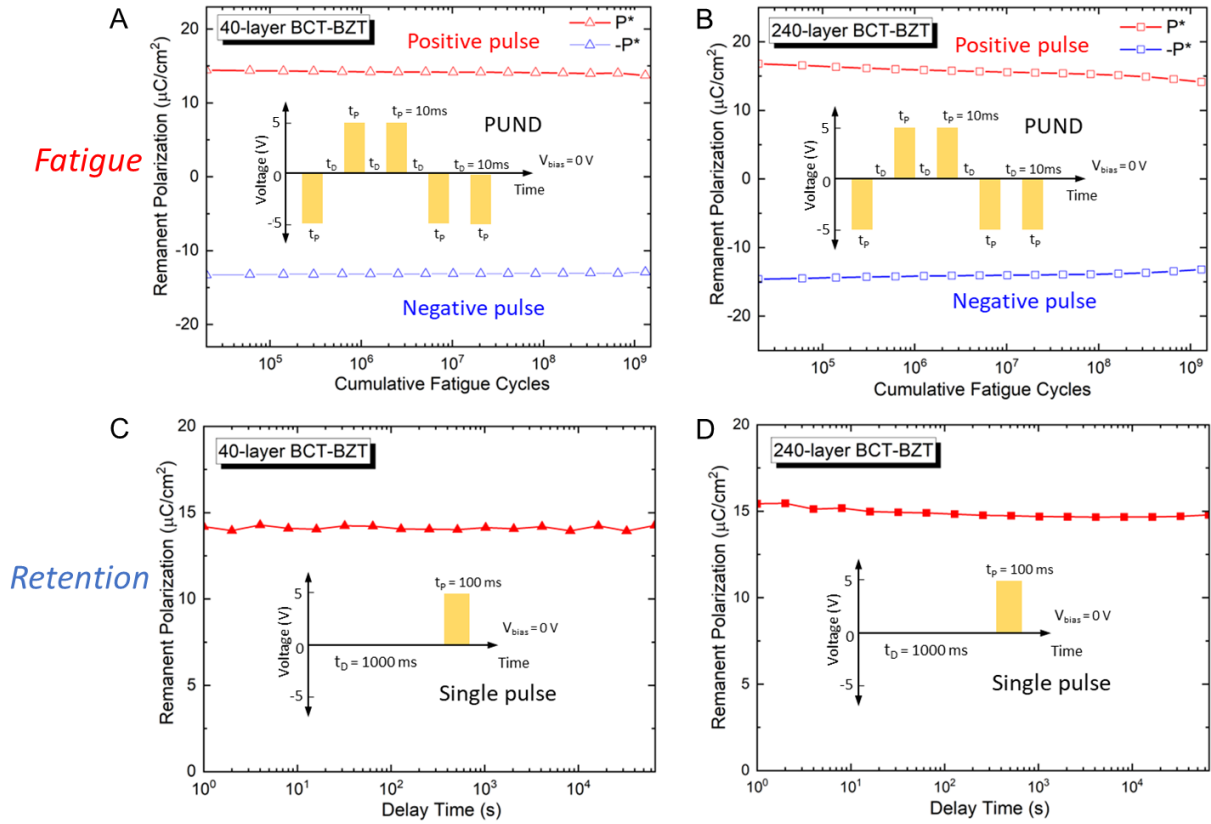 Fatigue
A
40-layer BCT-BZT
P*
-P*
Positive pulse
Negative pulse
PUND
Remanent Polarization (μC/cm²)
20
10
0
-10
-20
10⁵ 10⁶ 10⁷ 10⁸ 10⁹
Cumulative Fatigue Cycles
Voltage (V)
5
0
-5
tP
tP = 10ms
tD
tD
tD
tD = 10ms
Vbias = 0 V
Time
tP
tP
tP
B
240-layer BCT-BZT
P*
-P*
Positive pulse
Negative pulse
PUND
Remanent Polarization (μC/cm²)
25
20
15
10
5
0
-5
-10
-15
-20
-25
10⁵ 10⁶ 10⁷ 10⁸ 10⁹
Cumulative Fatigue Cycles
Voltage (V)
5
0
-5
tP
tP = 10ms
tD
tD
tD
tD = 10ms
Vbias = 0 V
Time
tP
tP
tP
Retention
C
40-layer BCT-BZT
Remanent Polarization (μC/cm²)
20
15
10
5
0
10⁰ 10¹ 10² 10³ 10⁴
Delay Time (s)
Voltage (V)
5
0
-5
tP = 100 ms
Vbias = 0 V
tD = 1000 ms
Time
Single pulse
D
240-layer BCT-BZT
Remanent Polarization (μC/cm²)
20
15
10
5
0
10⁰ 10¹ 10² 10³ 10⁴
Delay Time (s)
Voltage (V)
5
0
-5
tP = 100 ms
Vbias = 0 V
tD = 1000 ms
Time
Single pulse